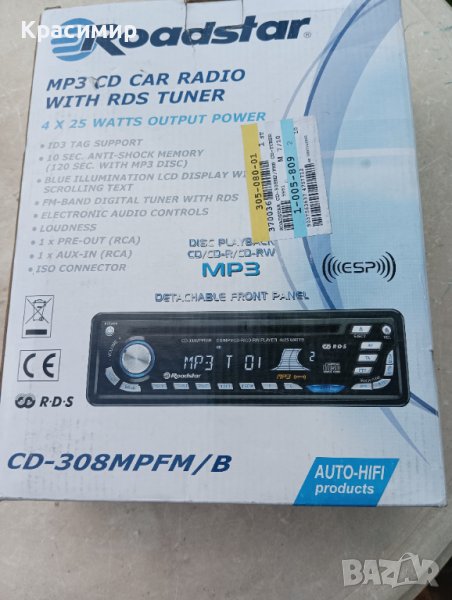 Красимир
Roadstar®
MP3 CD CAR RADIO
WITH RDS TUNER
4 X 25 WATTS OUTPUT POWER
• ID3 TAG SUPPORT
• 10 SEC. ANTI-SHOCK MEMORY
(120 SEC. WITH MP3 DISC)
• BLUE ILLUMINATION LCD DISPLAY
SCROLLING TEXT
• FM-BAND DIGITAL TUNER WITH RDS
• ELECTRONIC AUDIO CONTROLS
• LOUDNESS
• 1 x PRE-OUT (RCA)
• 1 x AUX-IN (RCA)
• ISO CONNECTOR
305-080-01
370036
1-005-809
DISC PLAYBACK
CD/CD-R/CD-RW
MP3
ESP
DETACHABLE FRONT PANEL
MP3 T 01
2
RDS
Roadstar
MP3
CE
R·D·S
CD-308MPFM/B
AUTO-HIFI
products
BAZAR